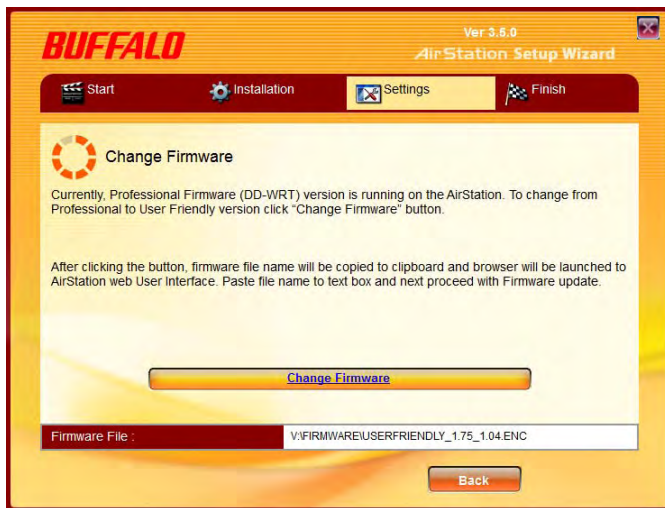 BUFFALO
Ver 3.5.0
AirStation Setup Wizard
Start
Installation
Settings
Finish
Change Firmware
Currently, Professional Firmware (DD-WRT) version is running on the AirStation. To change from
Professional to User Friendly version click "Change Firmware" button.
After clicking the button, firmware file name will be copied to clipboard and browser will be launched to
AirStation web User Interface. Paste file name to text box and next proceed with Firmware update.
Change Firmware
Firmware File :
V:\FIRMWARE\USERFRIENDLY_1.75_1.04.ENC
Back